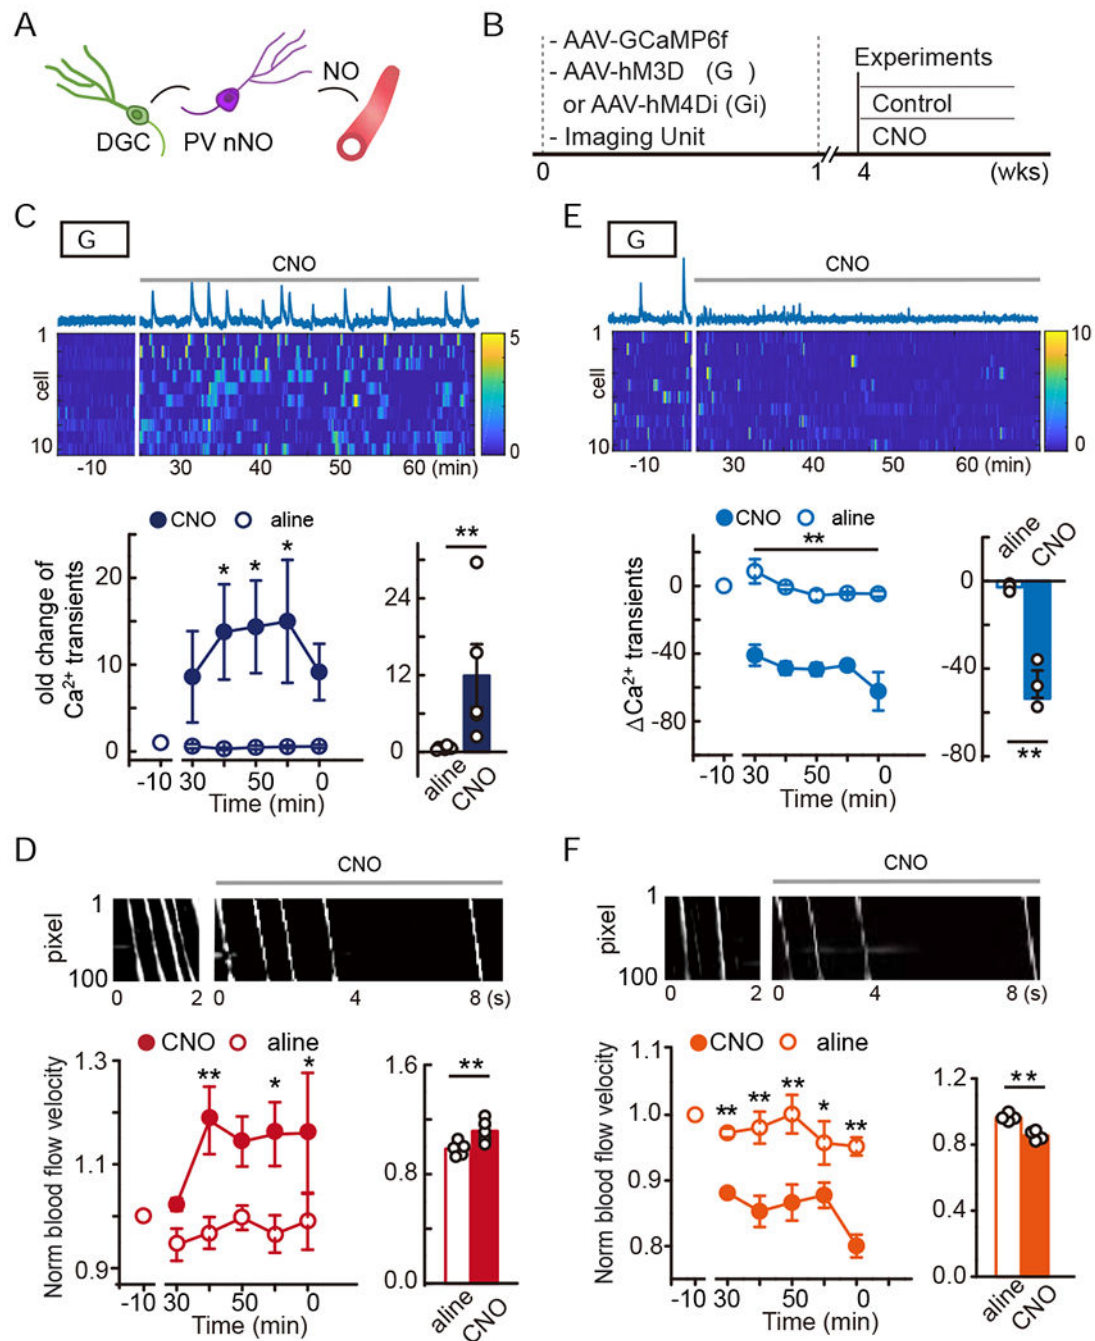 A
NO
DGC
PV nNO
B
- AAV-GCaMP6f
- AAV-hM3D (G )
or AAV-hM4Di (Gi)
- Imaging Unit
Experiments
Control
CNO
0
1
4
(wks)
C
G
CNO
1
cell
10
5
0
-10 30 40 50 60 (min)
CNO aline
old change of
Ca²⁺ transients
20
10
0
* * *
-10 30 50 0
Time (min)
**
24
12
0
aline
CNO
E
G
CNO
1
cell
10
10
0
-10 30 40 50 60 (min)
CNO aline
ΔCa²⁺ transients
**
0
-40
-80
-10 30 50 0
Time (min)
aline
CNO
0
-40
-80
**
D
CNO
pixel
1
100
0 2 0 4 8 (s)
CNO aline
Norm blood flow velocity
1.3
1.1
0.9
** * *
-10 30 50 0
Time (min)
**
1.6
0.8
0.0
aline
CNO
F
CNO
pixel
1
100
0 2 0 4 8 (s)
CNO aline
Norm blood flow velocity
1.1
1.0
0.9
0.8
** ** ** * **
-10 30 50 0
Time (min)
**
1.2
0.8
0.4
0.0
aline
CNO